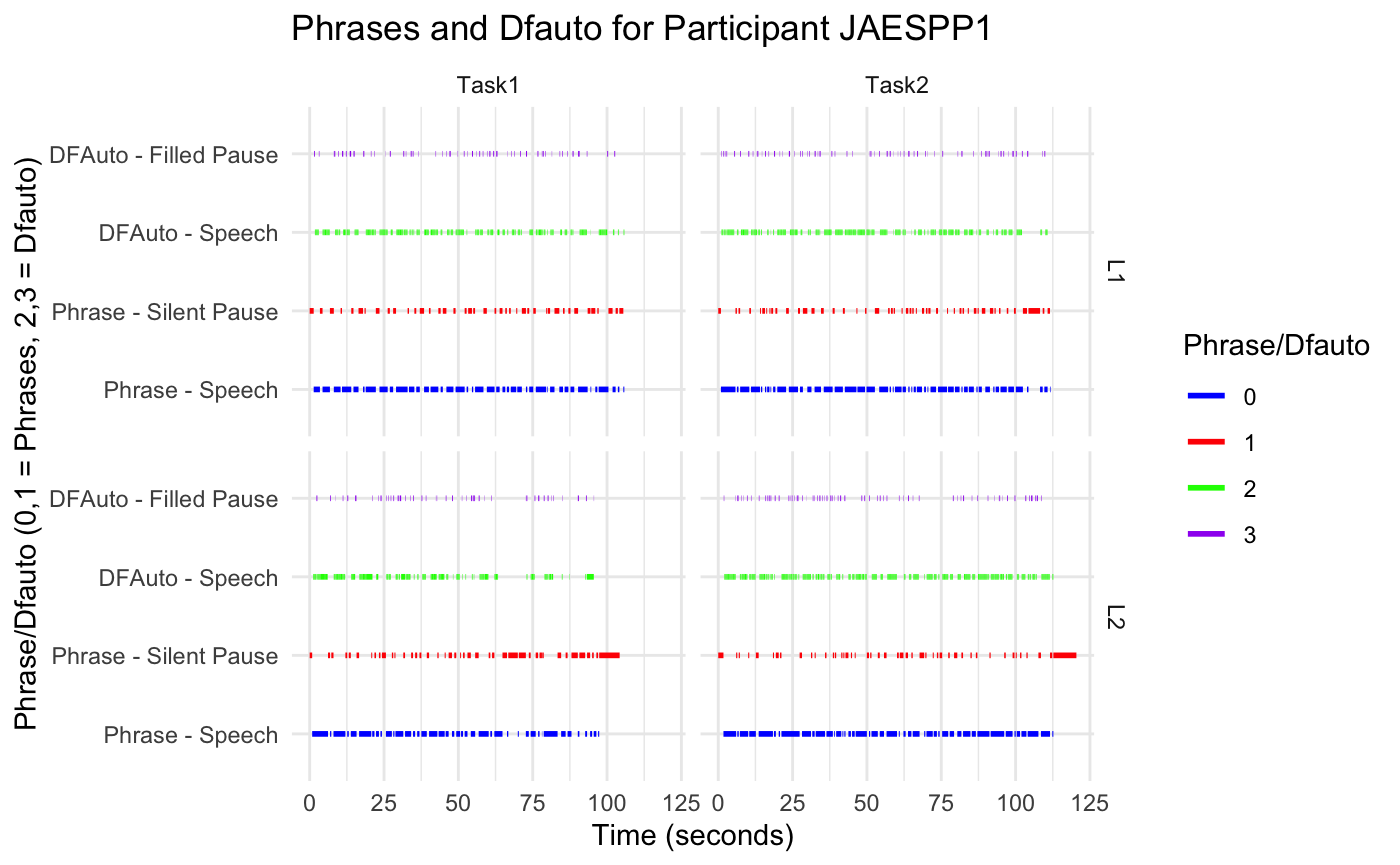 Phrases and Dfauto for Participant JAESPP1
Task1
Task2
Phrase/Dfauto (0,1 = Phrases, 2,3 = Dfauto)
DFAuto - Filled Pause
DFAuto - Speech
Phrase - Silent Pause
Phrase - Speech
L1
DFAuto - Filled Pause
DFAuto - Speech
Phrase - Silent Pause
Phrase - Speech
L2
0 25 50 75 100 125
0 25 50 75 100 125
Time (seconds)
Phrase/Dfauto
0
1
2
3